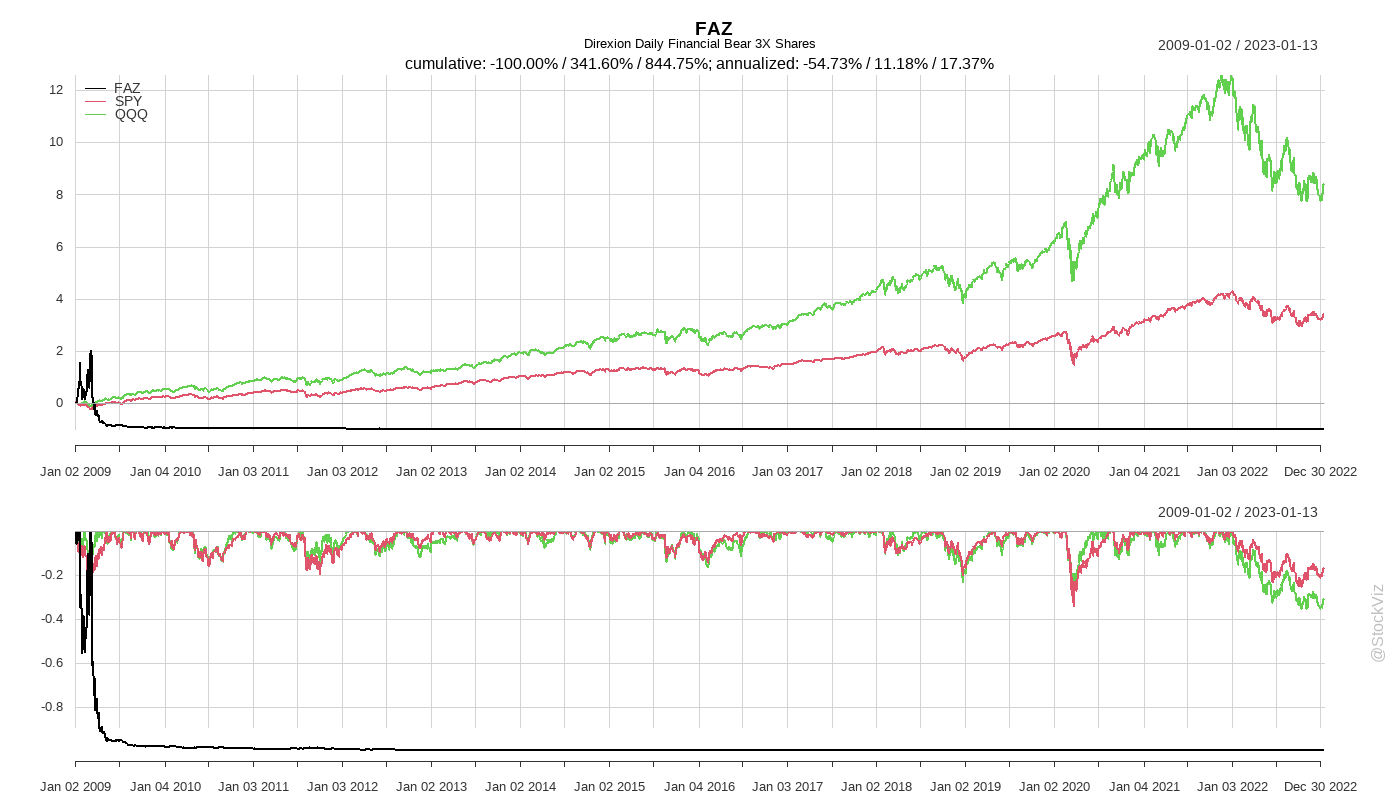 FAZ
Direxion Daily Financial Bear 3X Shares
2009-01-02 / 2023-01-13
cumulative: -100.00% / 341.60% / 844.75%; annualized: -54.73% / 11.18% / 17.37%
FAZ
SPY
QQQ
12
10
8
6
4
2
0
Jan 02 2009 Jan 04 2010 Jan 03 2011 Jan 03 2012 Jan 02 2013 Jan 02 2014 Jan 02 2015 Jan 04 2016 Jan 03 2017 Jan 02 2018 Jan 02 2019 Jan 02 2020 Jan 04 2021 Jan 03 2022 Dec 30 2022
2009-01-02 / 2023-01-13
-0.2
-0.4
-0.6
-0.8
Jan 02 2009 Jan 04 2010 Jan 03 2011 Jan 03 2012 Jan 02 2013 Jan 02 2014 Jan 02 2015 Jan 04 2016 Jan 03 2017 Jan 02 2018 Jan 02 2019 Jan 02 2020 Jan 04 2021 Jan 03 2022 Dec 30 2022
@StockViz